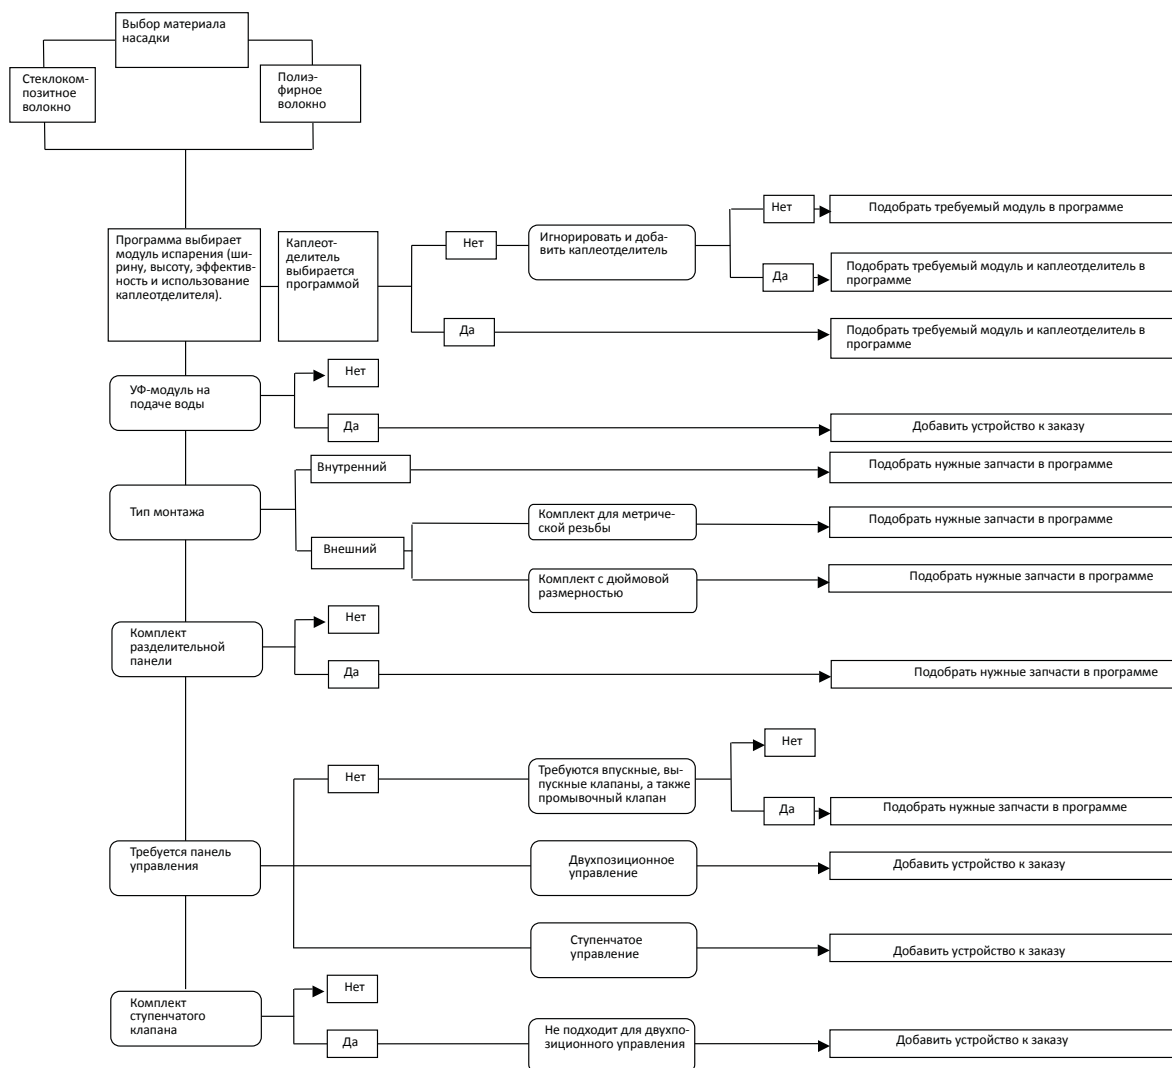 Выбор материала
насадки
Стеклоком-
позитное
волокно
Полиэ-
фирное
волокно
Программа выбирает
модуль испарения (ши-
рину, высоту, эффектив-
ность и использование
каплеотделителя).
Каплеот-
делитель
выбирается
программой
Нет
Игнорировать и доба-
вить каплеотделитель
Нет
Подобрать требуемый модуль в программе
Да
Подобрать требуемый модуль и каплеотделитель в
программе
Да
Подобрать требуемый модуль и каплеотделитель в
программе
УФ-модуль на
подаче воды
Нет
Да
Добавить устройство к заказу
Тип монтажа
Внутренний
Подобрать нужные запчасти в программе
Внешний
Комплект для метриче-
ской резьбы
Подобрать нужные запчасти в программе
Комплект с дюймовой
размерностью
Подобрать нужные запчасти в программе
Комплект
разделительной
панели
Нет
Да
Подобрать нужные запчасти в программе
Требуется панель
управления
Нет
Требуются впускные, вы-
пускные клапаны, а также
промывочный клапан
Нет
Да
Подобрать нужные запчасти в программе
Двухпозиционное
управление
Добавить устройство к заказу
Ступенчатое
управление
Добавить устройство к заказу
Комплект
ступенчатого
клапана
Нет
Да
Не подходит для двухпо-
зиционного управления
Добавить устройство к заказу